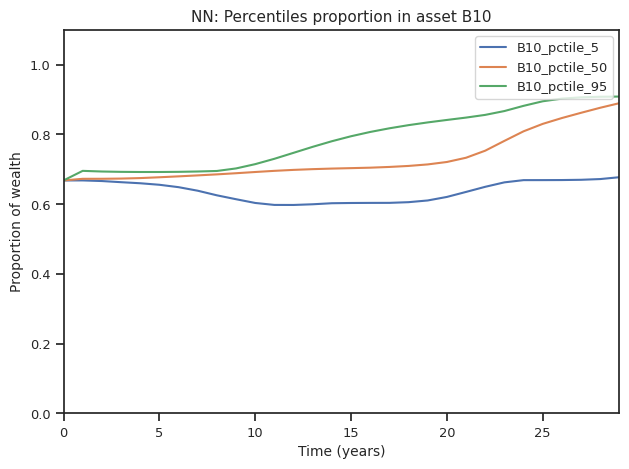 NN: Percentiles proportion in asset B10
B10_pctile_5
B10_pctile_50
B10_pctile_95
Proportion of wealth
1.0
0.8
0.6
0.4
0.2
0.0
0 5 10 15 20 25
Time (years)